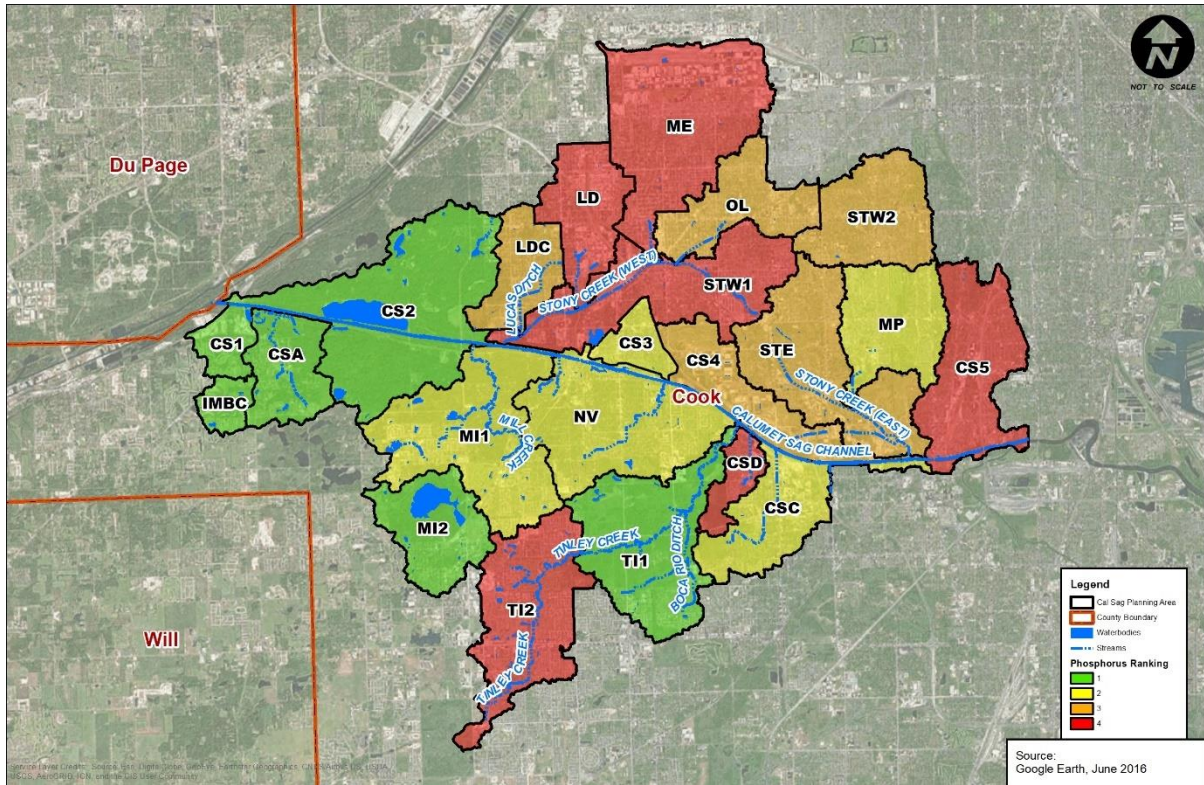 N
NOT TO SCALE
Du Page
ME
LD
OL
STW2
LDC
LUCAS DITCH
STONY CREEK (WEST)
STW1
CS2
CS1
CSA
CS3
CS4
STE
MP
CS5
IMBC
Cook
STONY CREEK (EAST)
MI1
MILL CREEK
NV
CALUMET SAG CHANNEL
CSD
CSC
MI2
TINLEY CREEK
TI1
BOCA RIO DITCH
TI2
Will
TINLEY CREEK
Legend
Cal Sag Planning Area
County Boundary
Waterbodies
Streams
Phosphorus Ranking
1
2
3
4
Source:
Google Earth, June 2016